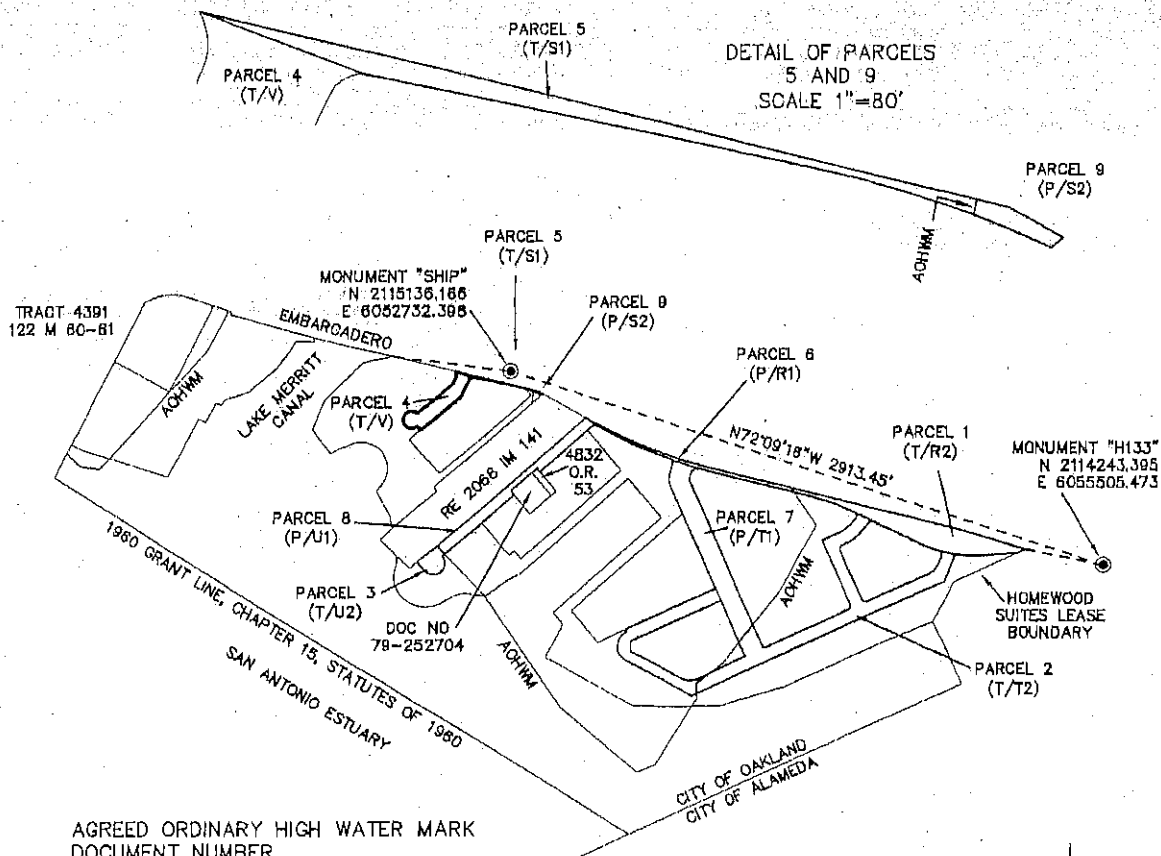 PARCEL 5
(T/S1)
DETAIL OF PARCELS
5 AND 9
SCALE 1"=80'
PARCEL 4
(T/V)
PARCEL 9
(P/S2)
AOHWM
PARCEL 5
(T/S1)
MONUMENT "SHIP"
N 2115136.166
E 6052732.398
PARCEL 9
(P/S2)
TRACT 4391
122 M 60-61
EMBARCADERO
AOHWM
LAKE MERRITT
CANAL
PARCEL 4
(T/V)
PARCEL 6
(P/R1)
N72°09'18"W 2913.45'
PARCEL 1
(T/R2)
MONUMENT "H133"
N 2114243.395
E 6055505.473
RE 2066 IM 141
4832
O.R.
53
PARCEL 8
(P/U1)
PARCEL 7
(P/T1)
AOHWM
1960 GRANT LINE, CHAPTER 15, STATUTES OF 1960
PARCEL 3
(T/U2)
DOC NO
79-252704
AOHWM
HOMEWOOD
SUITES LEASE
BOUNDARY
PARCEL 2
(T/T2)
SAN ANTONIO ESTUARY
CITY OF OAKLAND
CITY OF ALAMEDA
AGREED ORDINARY HIGH WATER MARK
DOCUMENT NUMBER